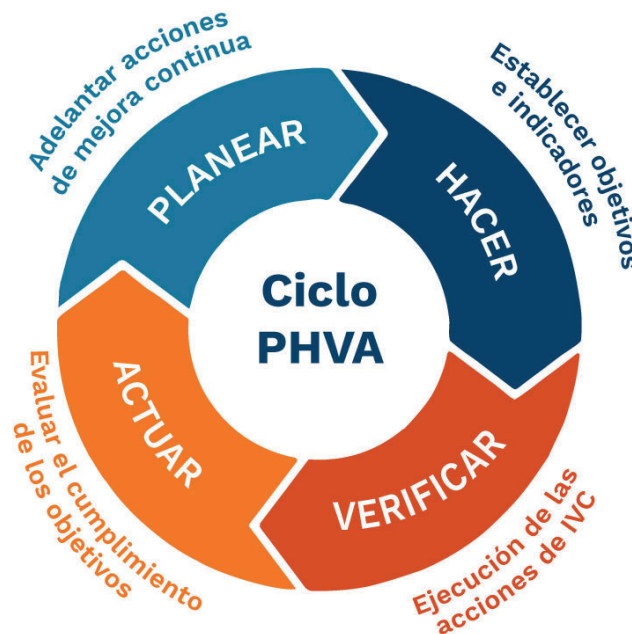 Ciclo
PHVA
PLANEAR
Adelantar acciones
de mejora continua
HACER
Establecer objetivos
e indicadores
VERIFICAR
Ejecución de las
acciones de IVC
ACTUAR
Evaluar el cumplimiento
de los objetivos